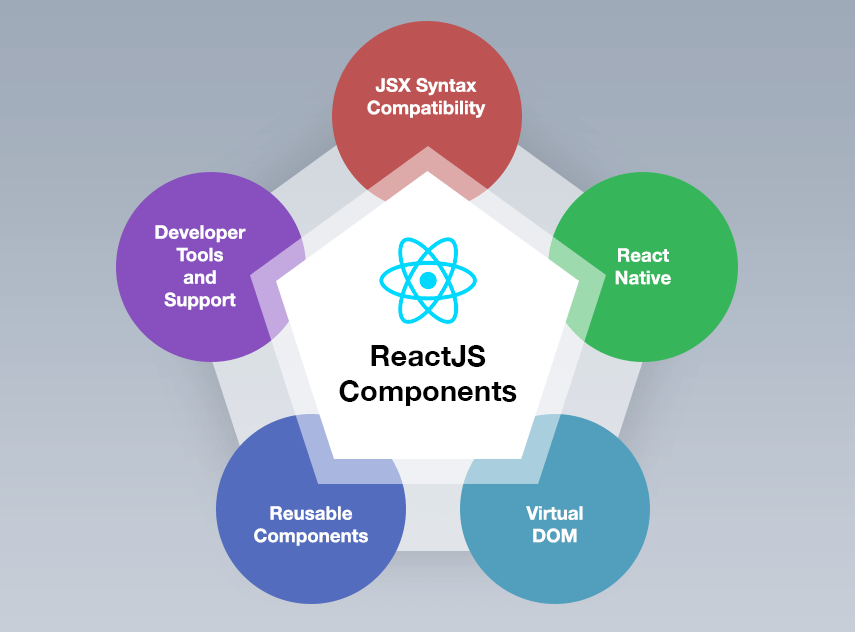 JSX Syntax
Compatibility
Developer
Tools
and
Support
React
Native
ReactJS
Components
Reusable
Components
Virtual
DOM